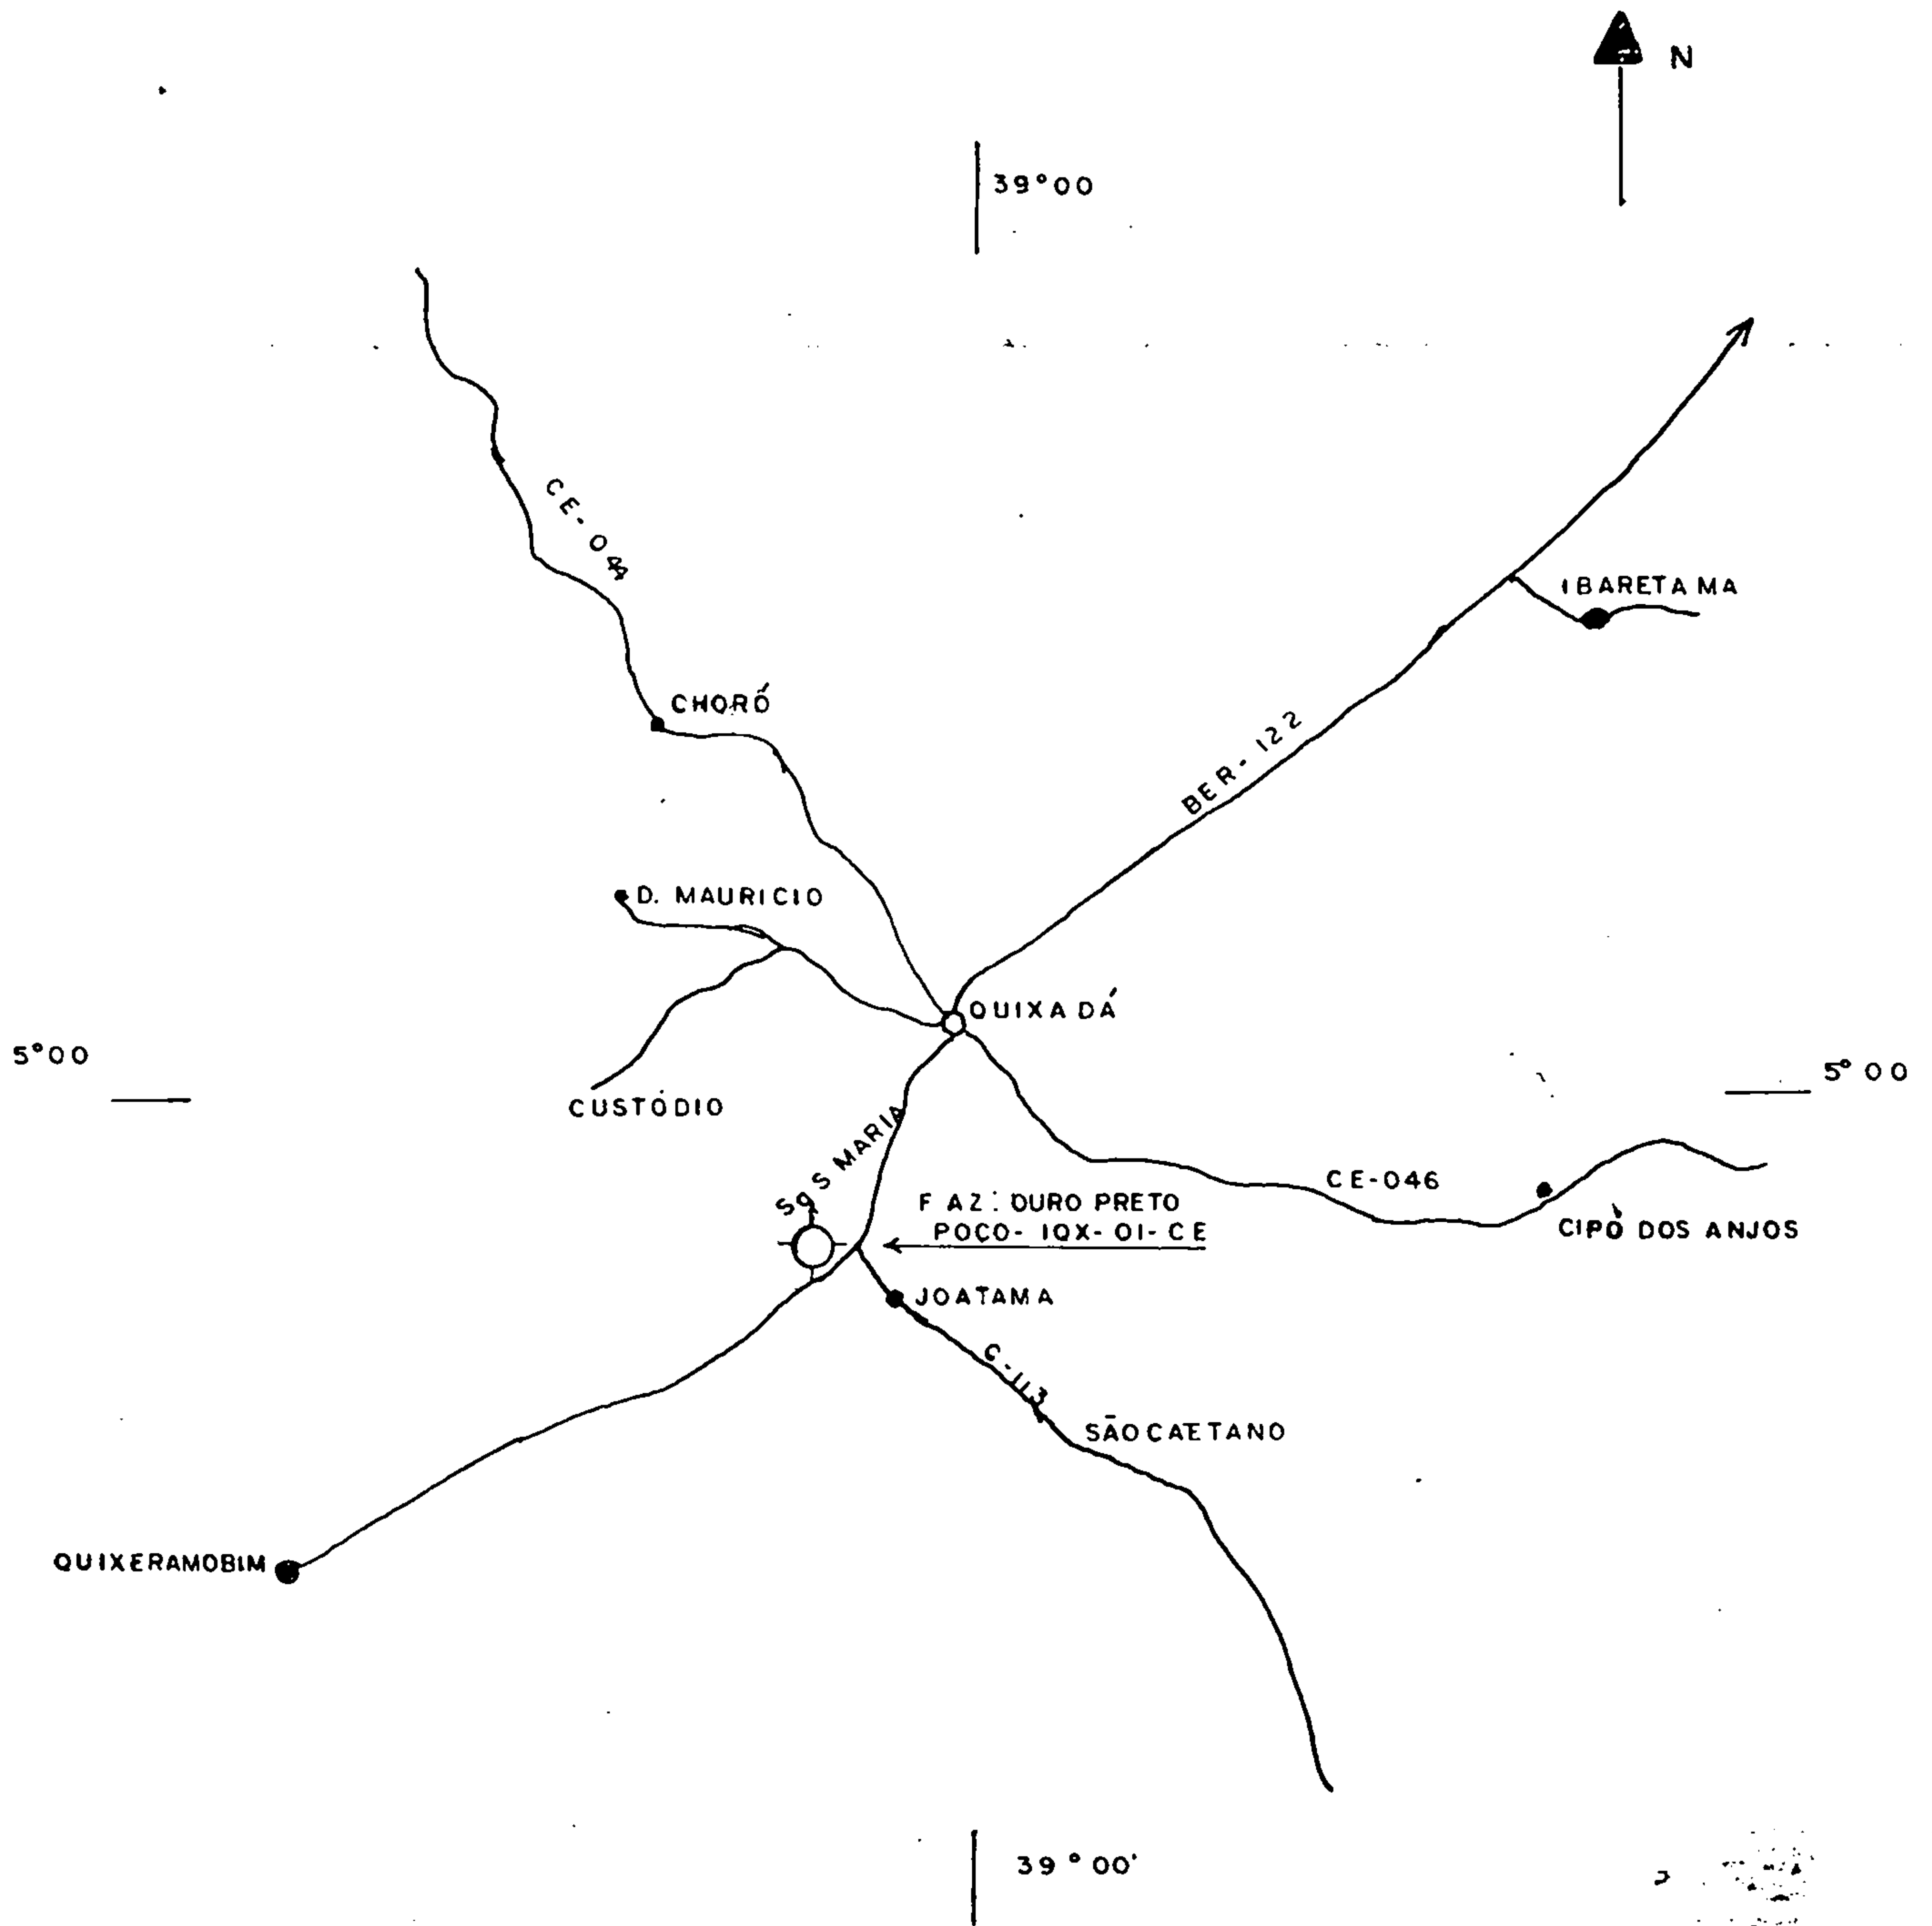 N
39°00
CE-04
IBARETAMA
CHORÓ
BER-122
D. MAURICIO
QUIXADÁ
5°00
5°00
CUSTÓDIO
S MARIA
CE-046
FAZ: OURO PRETO
POÇO- IQX-01-CE
CIPÓ DOS ANJOS
JOATAMA
C-113
SÃO CAETANO
QUIXERAMOBIM
39°00'